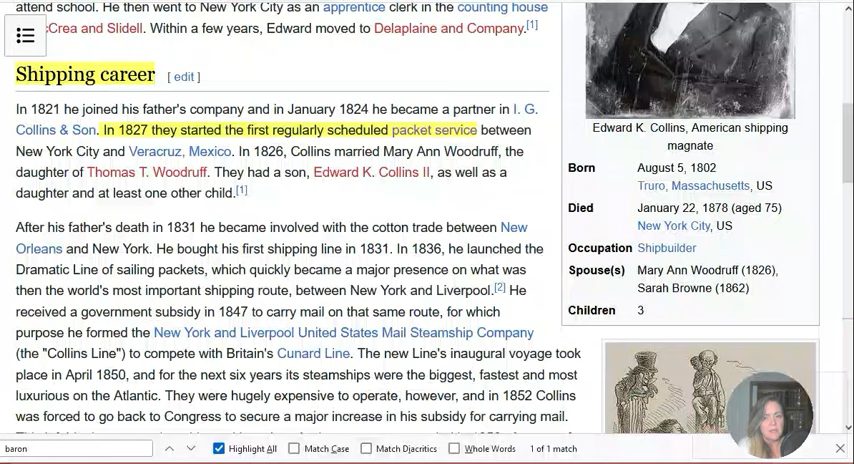 attend school. He then went to New York City as an apprentice clerk in the counting house
cCrea and Slidell. Within a few years, Edward moved to Delaplaine and Company.[1]
Shipping career [ edit ]
In 1821 he joined his father's company and in January 1824 he became a partner in I. G.
Collins & Son. In 1827 they started the first regularly scheduled packet service between
New York City and Veracruz, Mexico. In 1826, Collins married Mary Ann Woodruff, the
daughter of Thomas T. Woodruff. They had a son, Edward K. Collins II, as well as a
daughter and at least one other child.[1]
After his father's death in 1831 he became involved with the cotton trade between New
Orleans and New York. He bought his first shipping line in 1831. In 1836, he launched the
Dramatic Line of sailing packets, which quickly became a major presence on what was
then the world's most important shipping route, between New York and Liverpool.[2] He
received a government subsidy in 1847 to carry mail on that same route, for which
purpose he formed the New York and Liverpool United States Mail Steamship Company
(the "Collins Line") to compete with Britain's Cunard Line. The new Line's inaugural voyage took
place in April 1850, and for the next six years its steamships were the biggest, fastest and most
luxurious on the Atlantic. They were hugely expensive to operate, however, and in 1852 Collins
was forced to go back to Congress to secure a major increase in his subsidy for carrying mail.
Edward K. Collins, American shipping
magnate
Born August 5, 1802
Truro, Massachusetts, US
Died January 22, 1878 (aged 75)
New York City, US
Occupation Shipbuilder
Spouse(s) Mary Ann Woodruff (1826),
Sarah Browne (1862)
Children 3
baron Highlight All Match Case Match Diacritics Whole Words 1 of 1 match